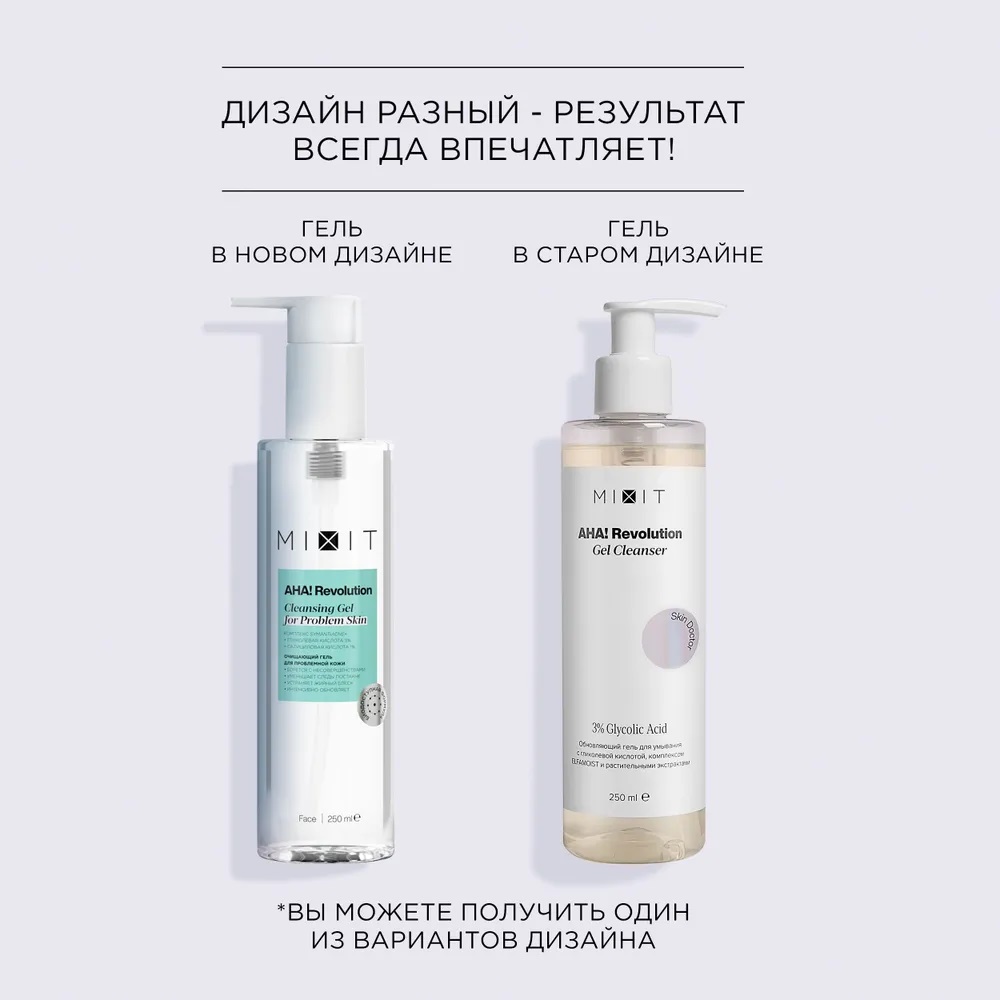 ДИЗАЙН РАЗНЫЙ - РЕЗУЛЬТАТ
ВСЕГДА ВПЕЧАТЛЯЕТ!
ГЕЛЬ
В НОВОМ ДИЗАЙНЕ
ГЕЛЬ
В СТАРОМ ДИЗАЙНЕ
MIXIT
AHA! Revolution
Cleansing Gel
for Problem Skin
ОЧИЩАЮЩИЙ ГЕЛЬ
ДЛЯ ПРОБЛЕМНОЙ КОЖИ
Face | 250 ml ℮
MIXIT
AHA! Revolution
Gel Cleanser
Skin Doctor
3% Glycolic Acid
Обновляющий гель для умывания
с гликолевой кислотой, комплексом
ELFAMOIST и растительными экстрактами
250 ml ℮
*ВЫ МОЖЕТЕ ПОЛУЧИТЬ ОДИН
ИЗ ВАРИАНТОВ ДИЗАЙНА